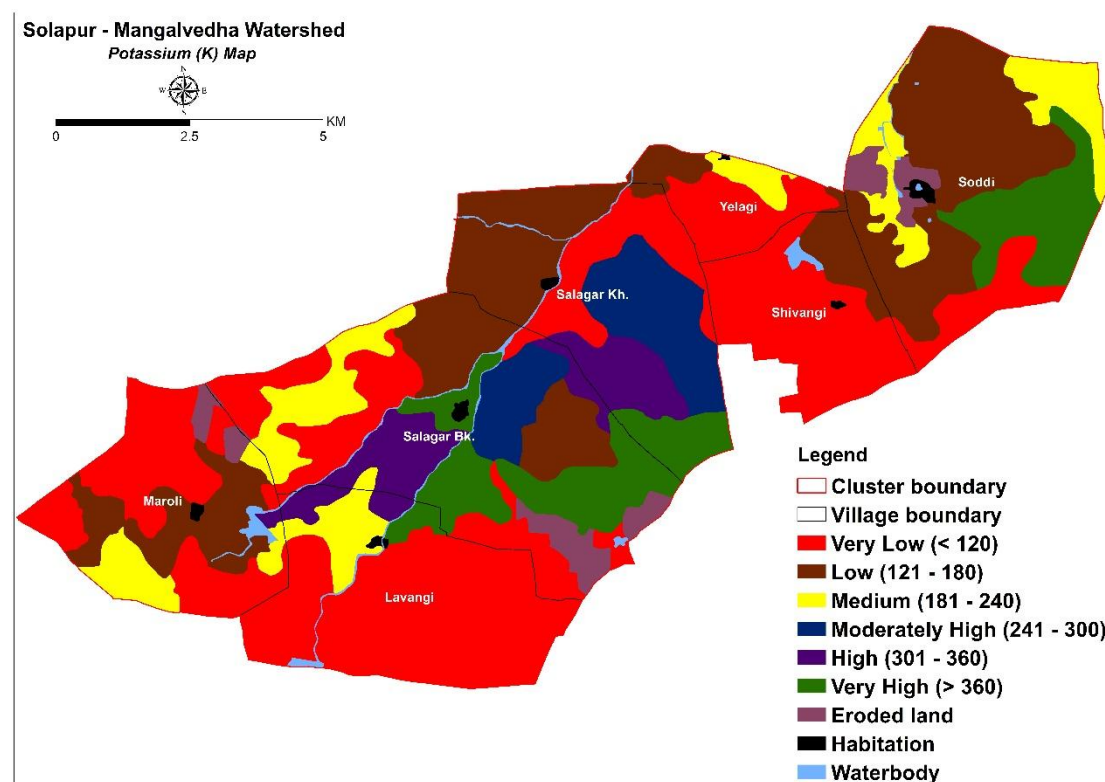 Solapur - Mangalvedha Watershed
Potassium (K) Map
N
W E
S
KM
0 2.5 5
Soddi
Yelagi
Salagar Kh.
Shivangi
Salagar Bk.
Maroli
Lavangi
Legend
Cluster boundary
Village boundary
Very Low (< 120)
Low (121 - 180)
Medium (181 - 240)
Moderately High (241 - 300)
High (301 - 360)
Very High (> 360)
Eroded land
Habitation
Waterbody